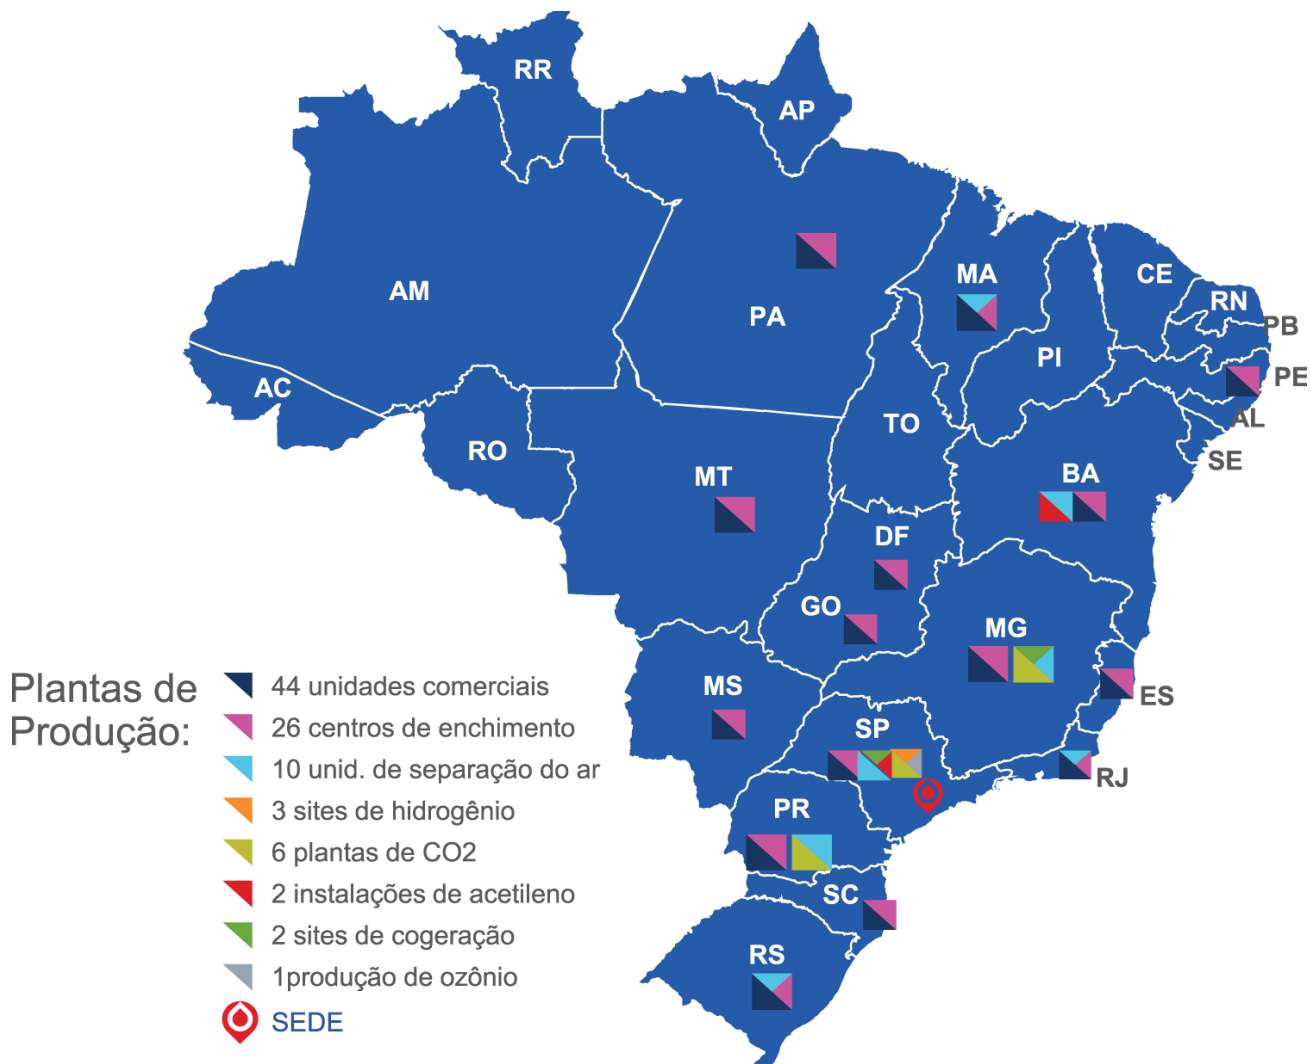 RR
AP
AM
PA
MA
CE
RN
PB
PI
PE
AC
AL
TO
RO
SE
MT
BA
DF
GO
MG
MS
ES
SP
RJ
PR
SC
RS
Plantas de
Produção:
44 unidades comerciais
26 centros de enchimento
10 unid. de separação do ar
3 sites de hidrogênio
6 plantas de CO2
2 instalações de acetileno
2 sites de cogeração
1produção de ozônio
SEDE